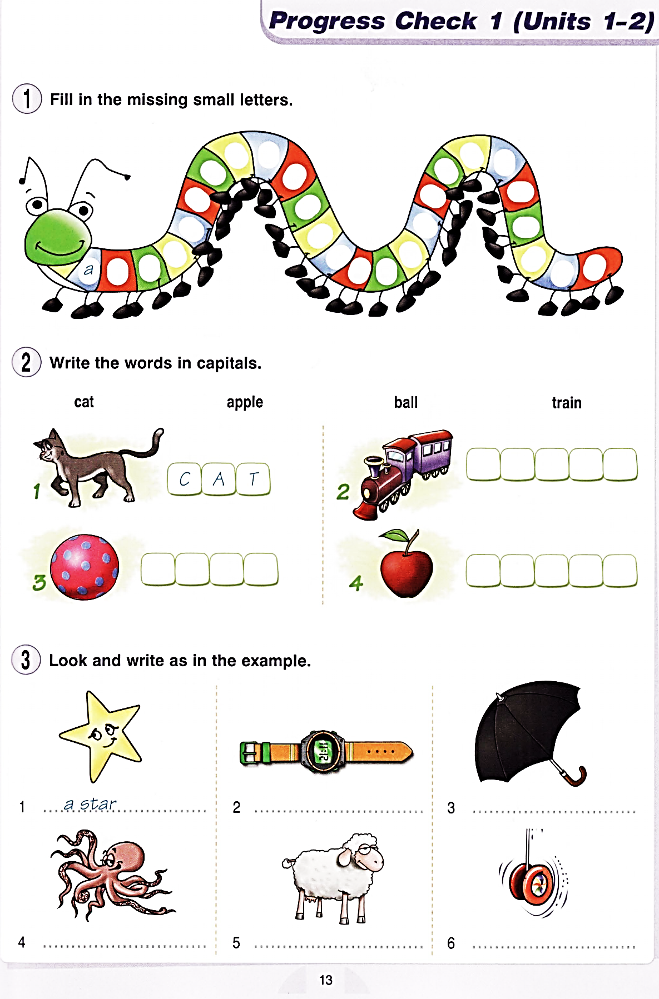 Progress Check 1 (Units 1-2)
1 Fill in the missing small letters.
a
2 Write the words in capitals.
cat apple ball train
1 C A T
2
3
4
3 Look and write as in the example.
12:11
1 a star 2 3
4 5 6
13